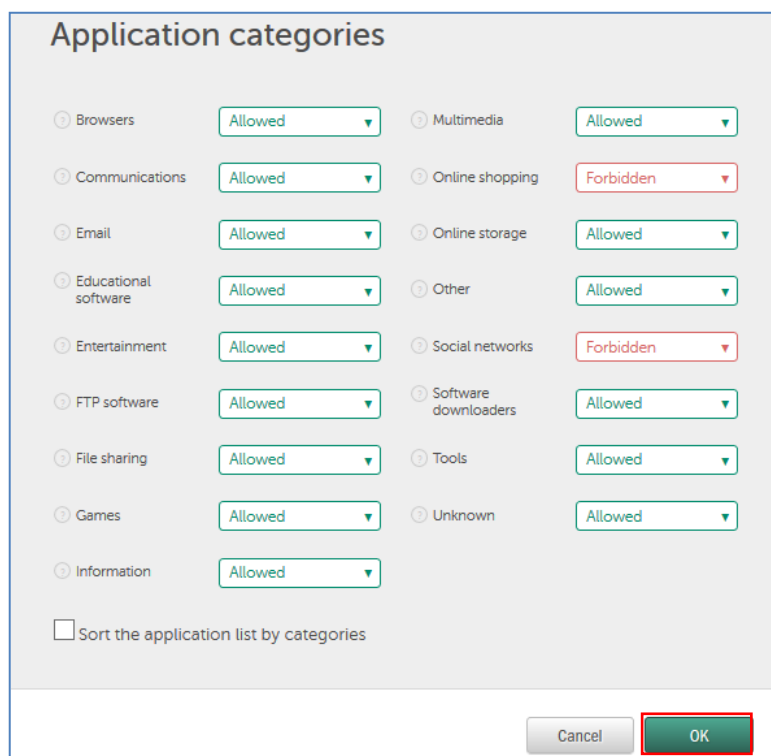 Application categories
? Browsers Allowed ? Multimedia Allowed
? Communications Allowed ? Online shopping Forbidden
? Email Allowed ? Online storage Allowed
? Educational software Allowed ? Other Allowed
? Entertainment Allowed ? Social networks Forbidden
? FTP software Allowed ? Software downloaders Allowed
? File sharing Allowed ? Tools Allowed
? Games Allowed ? Unknown Allowed
? Information Allowed
Sort the application list by categories
Cancel OK